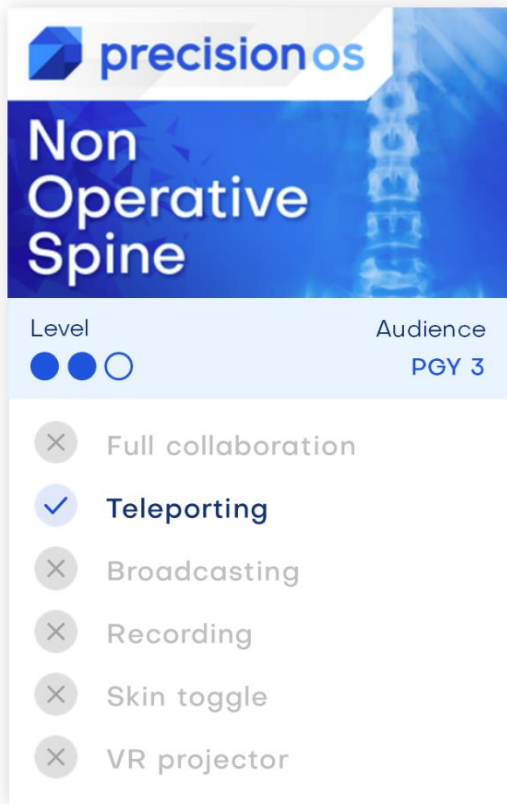 precisionos
Non
Operative
Spine
Level
Audience
PGY 3
Full collaboration
Teleporting
Broadcasting
Recording
Skin toggle
VR projector